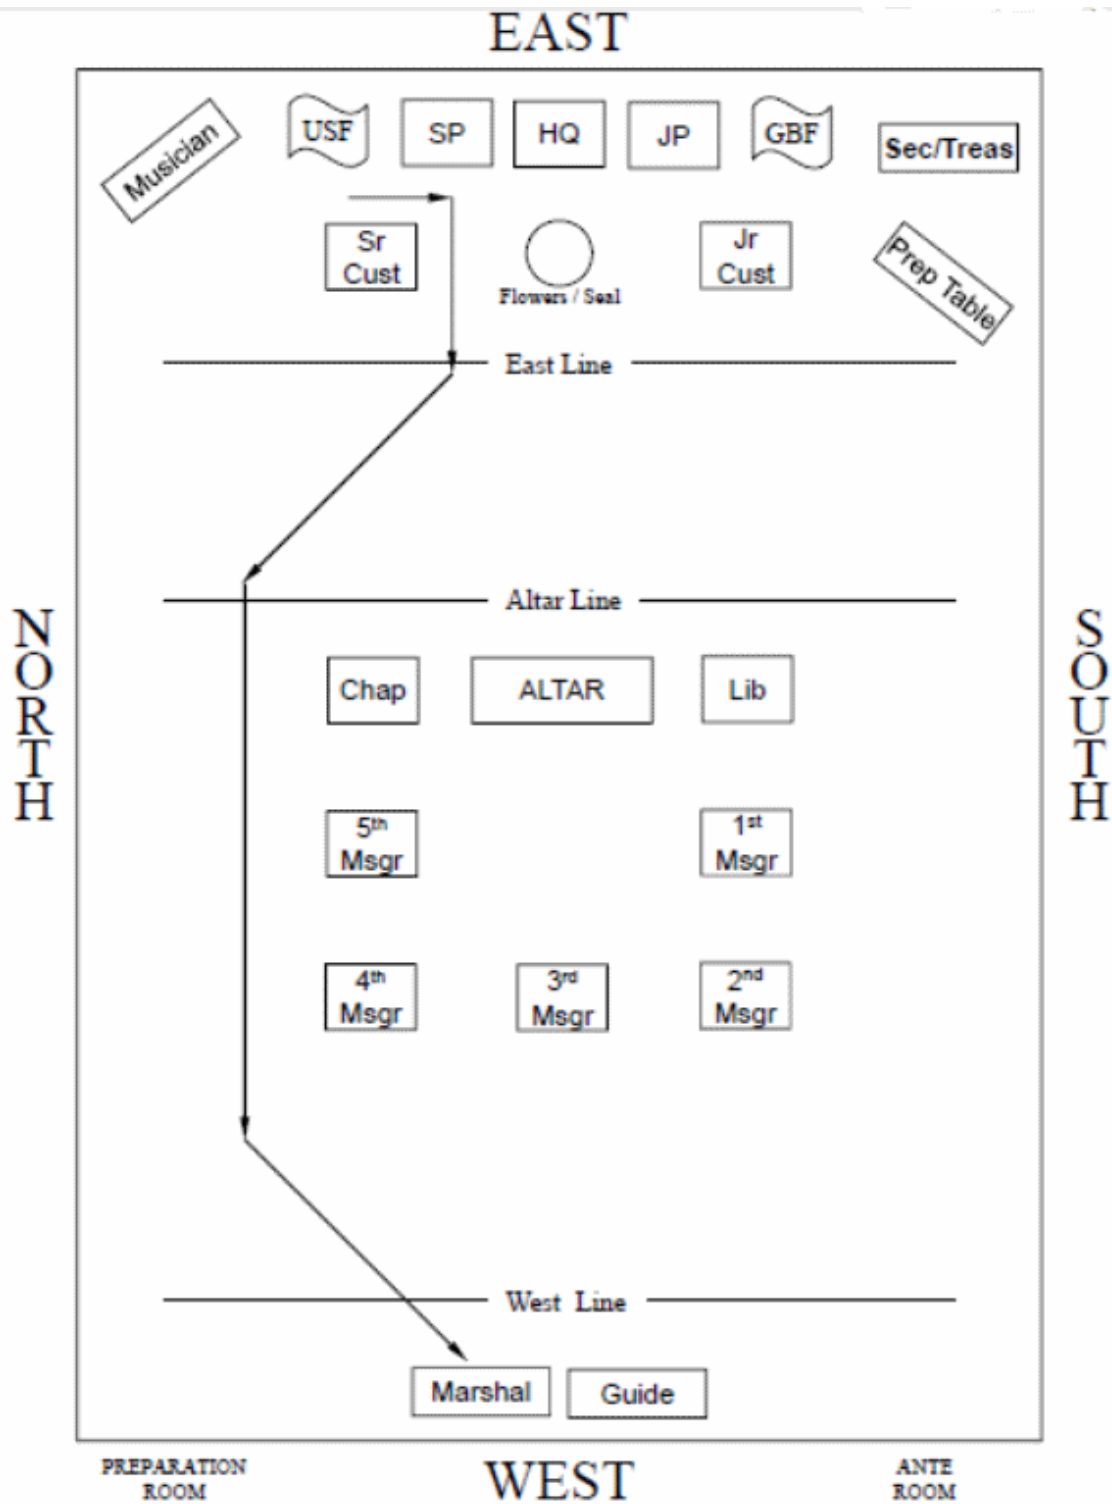 EAST
Musician
USF
SP
HQ
JP
GBF
Sec/Treas
Sr
Cust
Flowers / Seal
Jr
Cust
Prep Table
East Line
Altar Line
NORTH
SOUTH
Chap
ALTAR
Lib
5th
Msgr
1st
Msgr
4th
Msgr
3rd
Msgr
2nd
Msgr
West Line
Marshal
Guide
PREPARATION
ROOM
WEST
ANTE
ROOM